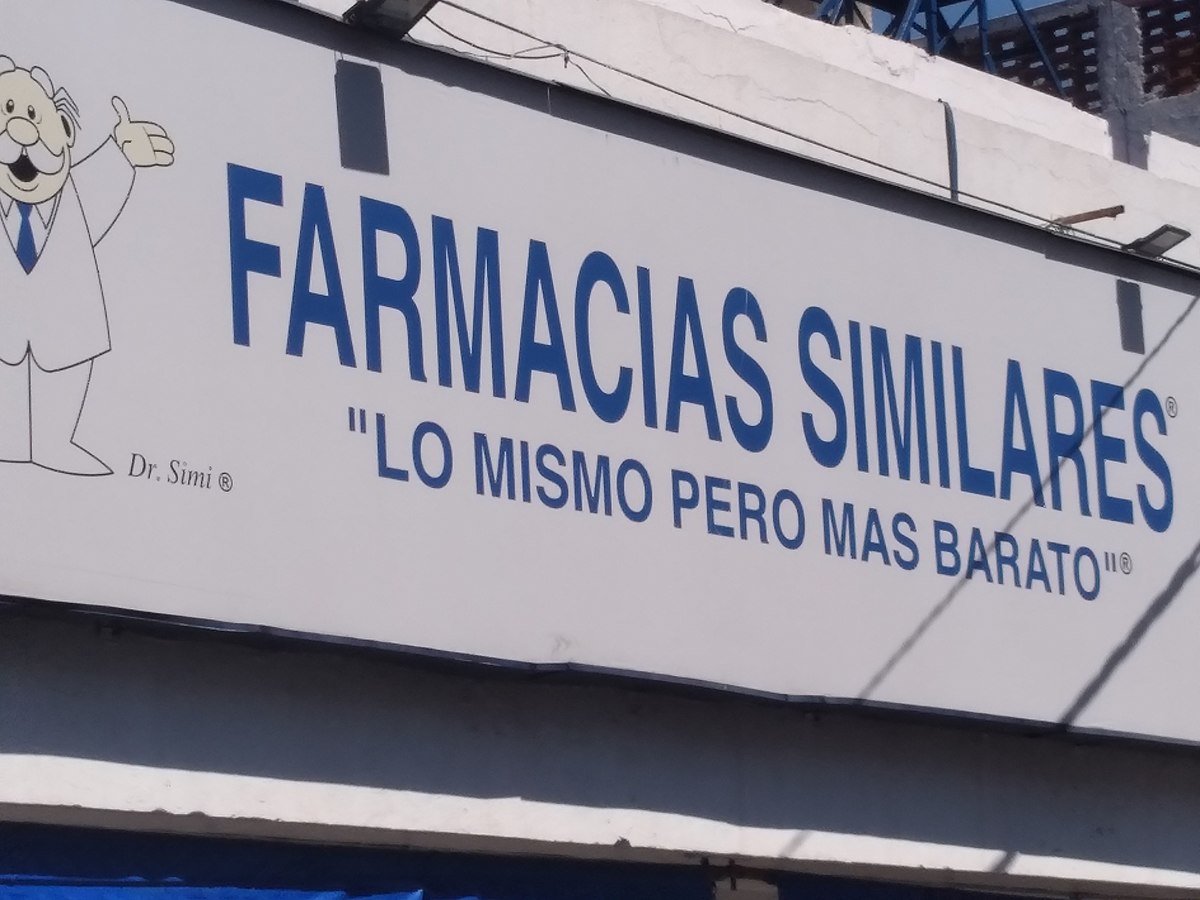 FARMACIAS SIMILARES®
"LO MISMO PERO MAS BARATO"®
Dr. Simi ®